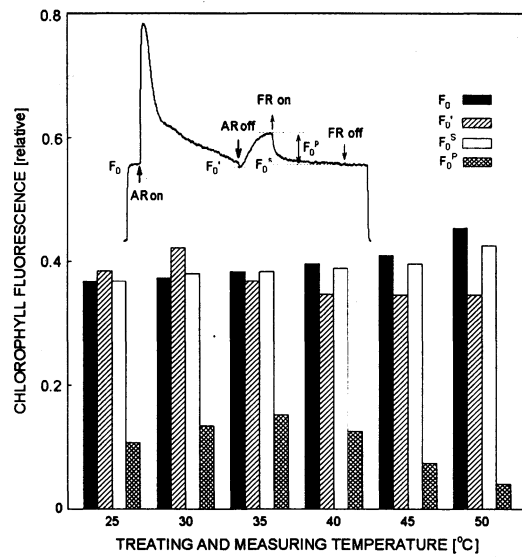 CHLOROPHYLL FLUORESCENCE [relative]
0.8
0.6
0.4
0.2
0
F0
AR on
F0'
AR off
F0s
FR on
F0P
FR off
F0
F0'
F0S
F0P
25 30 35 40 45 50
TREATING AND MEASURING TEMPERATURE [°C]